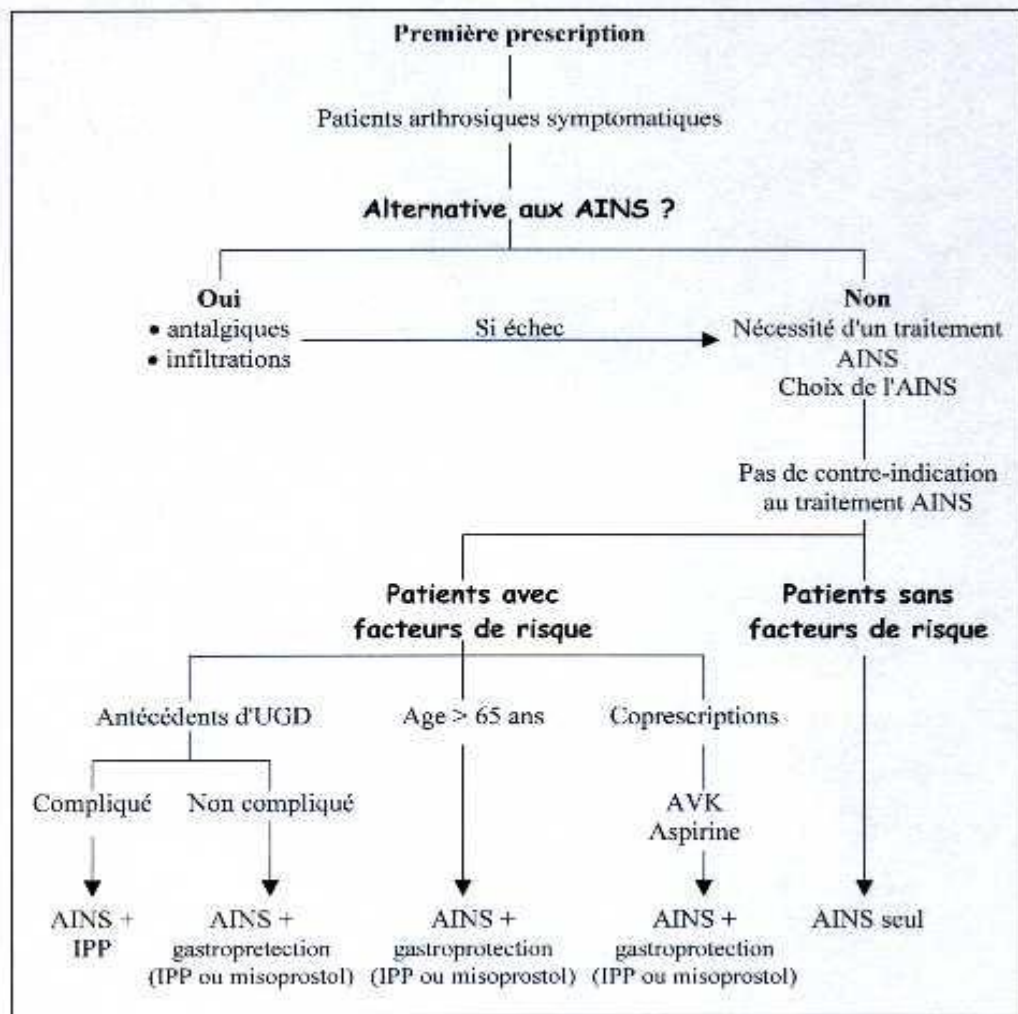 Première prescription
Patients arthrosiques symptomatiques
Alternative aux AINS ?
Oui
• antalgiques
• infiltrations
Si échec
Non
Nécessité d'un traitement
AINS
Choix de l'AINS
Pas de contre-indication
au traitement AINS
Patients avec
facteurs de risque
Patients sans
facteurs de risque
Antécédents d'UGD
Age > 65 ans
Coprescriptions
Compliqué
Non compliqué
AVK
Aspirine
AINS +
IPP
AINS +
gastropretection
(IPP ou misoprostol)
AINS +
gastroprotection
(IPP ou misoprostol)
AINS +
gastroprotection
(IPP ou misoprostol)
AINS seul